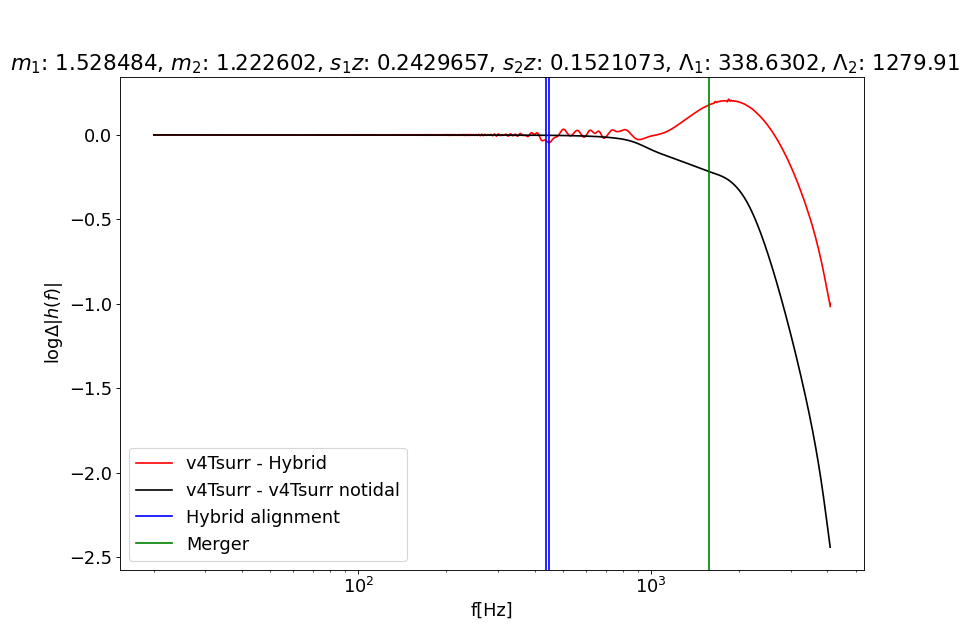 m₁: 1.528484, m₂: 1.222602, s₁z: 0.2429657, s₂z: 0.1521073, Λ₁: 338.6302, Λ₂: 1279.91
0.0
−0.5
−1.0
−1.5
−2.0
−2.5
logΔ|h(f)|
v4Tsurr - Hybrid
v4Tsurr - v4Tsurr notidal
Hybrid alignment
Merger
10² 10³
f[Hz]